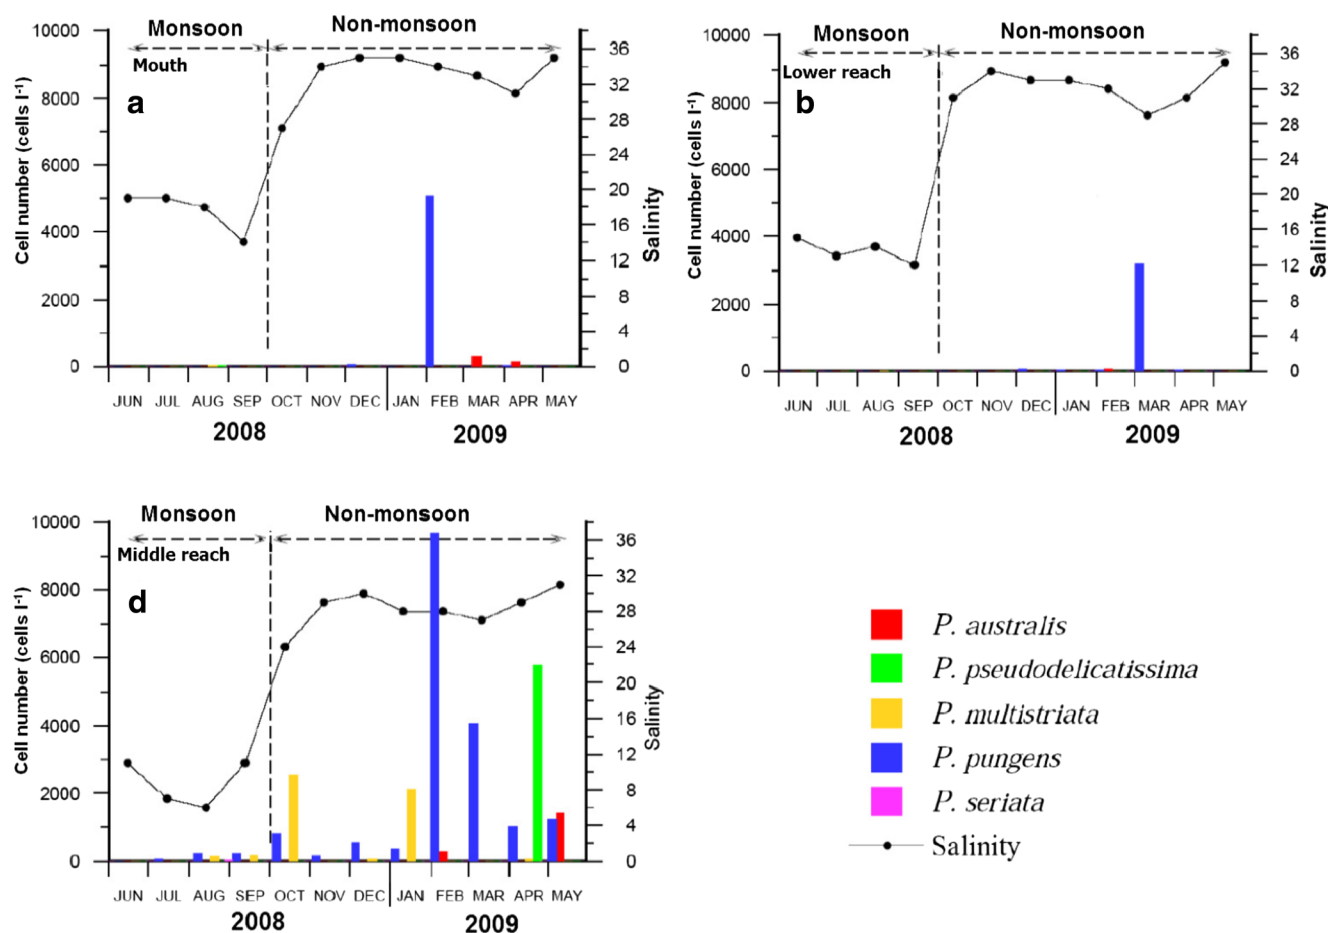 Monsoon Non-monsoon
Mouth
a
Cell number (cells l-1)
10000
8000
6000
4000
2000
0
36
32
28
24
20
16
12
8
4
0
Salinity
JUN JUL AUG SEP OCT NOV DEC JAN FEB MAR APR MAY
2008 2009
Monsoon Non-monsoon
Lower reach
b
Cell number (cells l-1)
10000
8000
6000
4000
2000
0
36
32
28
24
20
16
12
8
4
0
Salinity
JUN JUL AUG SEP OCT NOV DEC JAN FEB MAR APR MAY
2008 2009
Monsoon Non-monsoon
Middle reach
d
Cell number (cells l-1)
10000
8000
6000
4000
2000
0
36
32
28
24
20
16
12
8
4
0
Salinity
JUN JUL AUG SEP OCT NOV DEC JAN FEB MAR APR MAY
2008 2009
P. australis
P. pseudodelicatissima
P. multistriata
P. pungens
P. seriata
Salinity